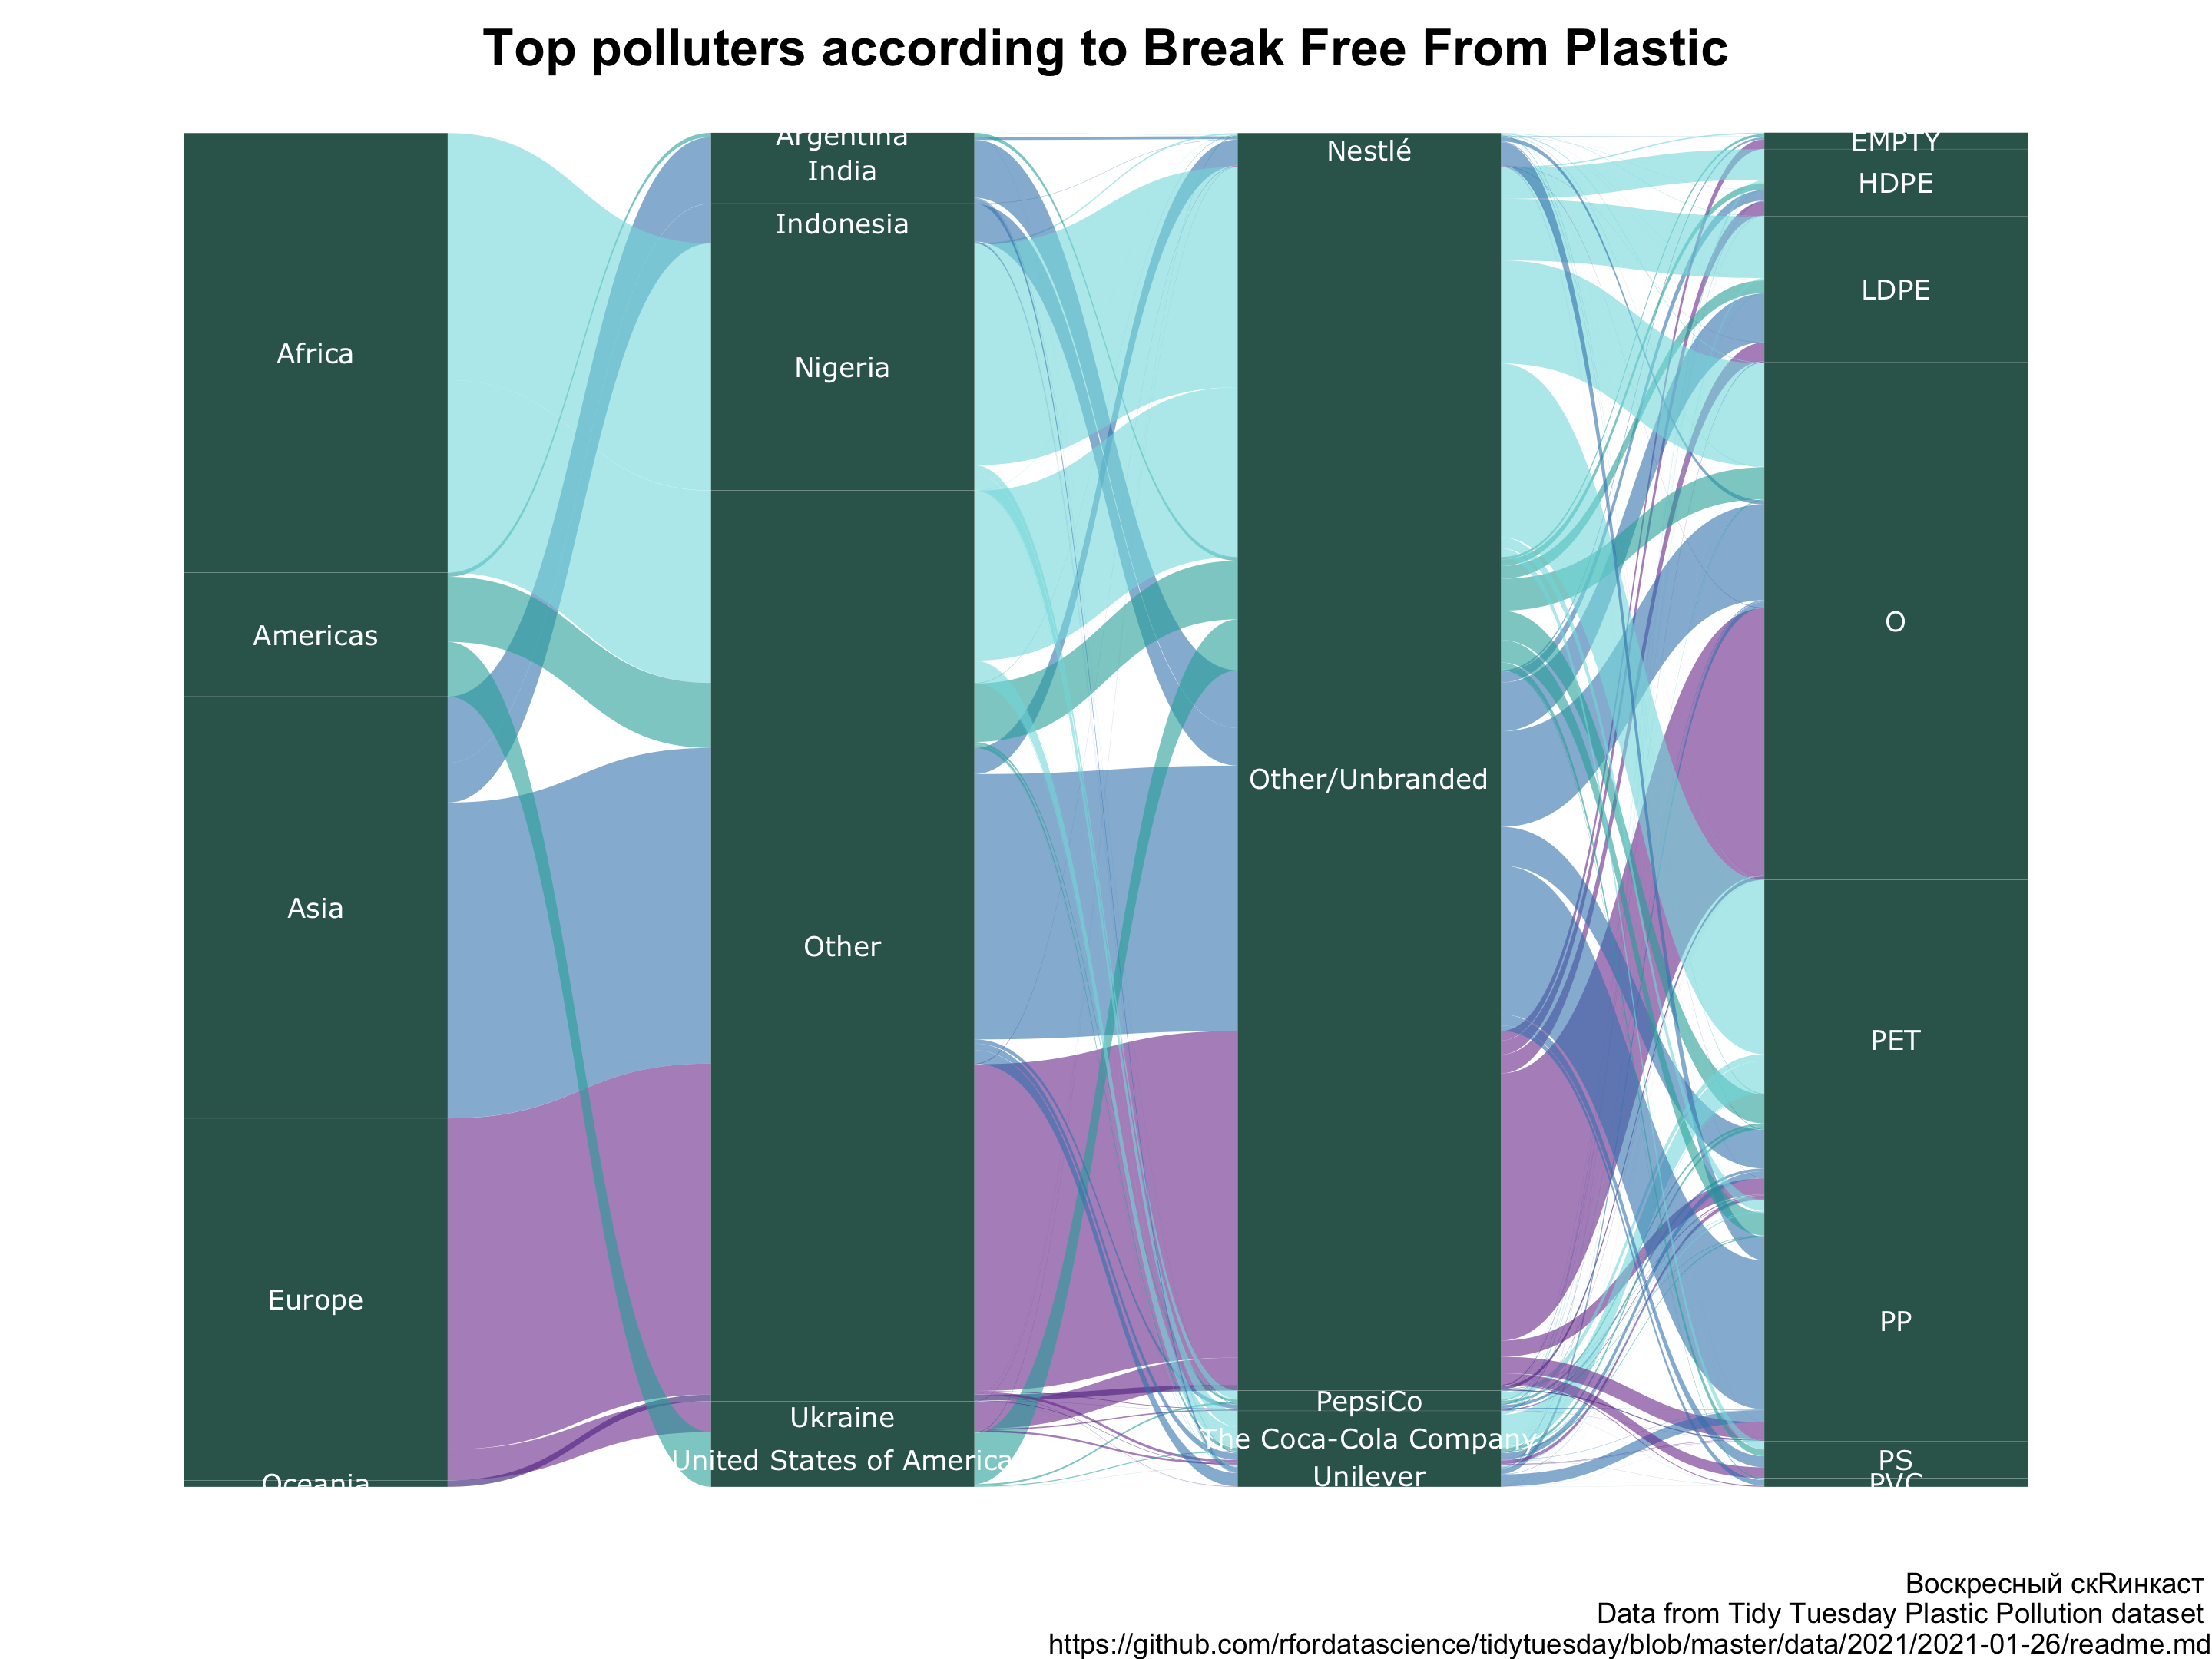 Top polluters according to Break Free From Plastic
Africa
Americas
Asia
Europe
Oceania
Argentina
India
Indonesia
Nigeria
Other
Ukraine
United States of America
Nestlé
Other/Unbranded
PepsiCo
The Coca-Cola Company
Unilever
EMPTY
HDPE
LDPE
O
PET
PP
PS
PVC
Воскресный скRинкаст
Data from Tidy Tuesday Plastic Pollution dataset
https://github.com/rfordatascience/tidytuesday/blob/master/data/2021/2021-01-26/readme.md